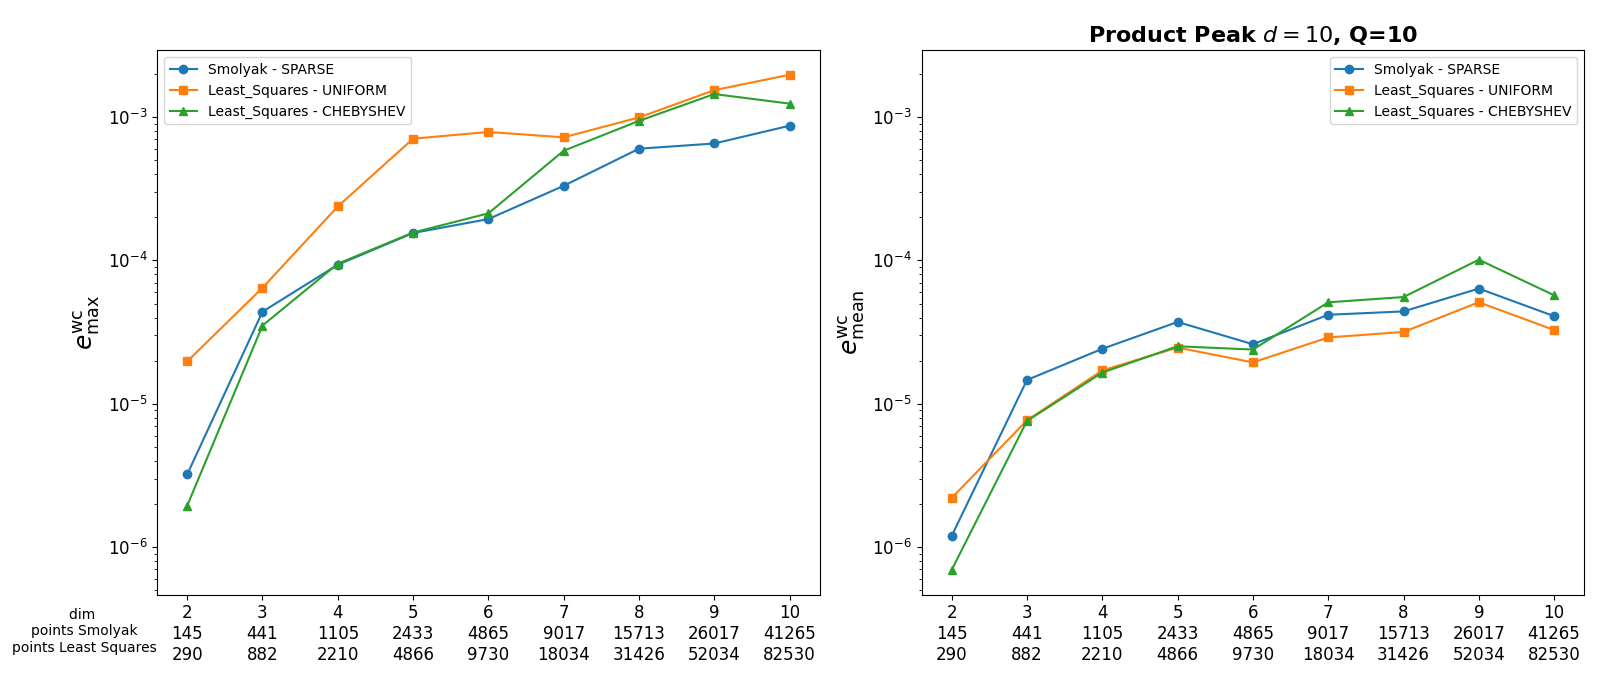 Product Peak d = 10, Q=10
Smolyak - SPARSE
Least_Squares - UNIFORM
Least_Squares - CHEBYSHEV
10^{-3}
10^{-4}
10^{-5}
10^{-6}
e^{wc}_{max}
dim 2 3 4 5 6 7 8 9 10
points Smolyak 145 441 1105 2433 4865 9017 15713 26017 41265
points Least Squares 290 882 2210 4866 9730 18034 31426 52034 82530
Smolyak - SPARSE
Least_Squares - UNIFORM
Least_Squares - CHEBYSHEV
10^{-3}
10^{-4}
10^{-5}
10^{-6}
e^{wc}_{mean}
2 3 4 5 6 7 8 9 10
145 441 1105 2433 4865 9017 15713 26017 41265
290 882 2210 4866 9730 18034 31426 52034 82530